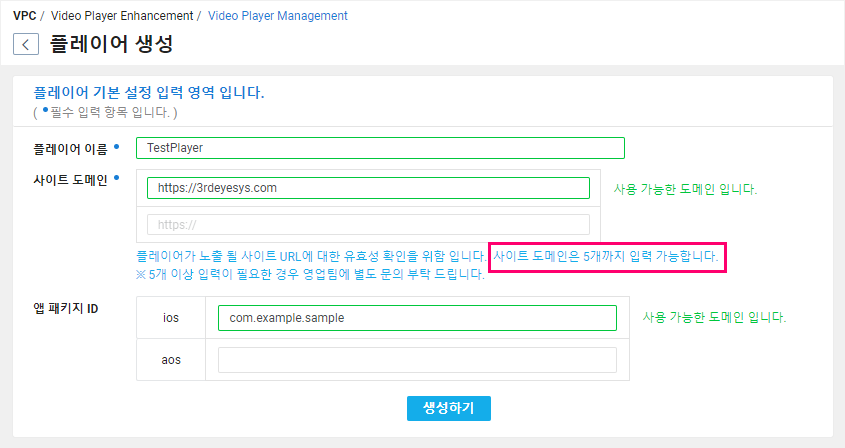 VPC / Video Player Enhancement / Video Player Management
플레이어 생성
플레이어 기본 설정 입력 영역 입니다.
( •필수 입력 항목 입니다. )
플레이어 이름 • TestPlayer
사이트 도메인 • https://3rdeyesys.com 사용 가능한 도메인 입니다.
https://
플레이어가 노출 될 사이트 URL에 대한 유효성 확인을 위함 입니다. 사이트 도메인은 5개까지 입력 가능합니다.
※ 5개 이상 입력이 필요한 경우 영업팀에 별도 문의 부탁 드립니다.
앱 패키지 ID ios com.example.sample 사용 가능한 도메인 입니다.
aos
생성하기